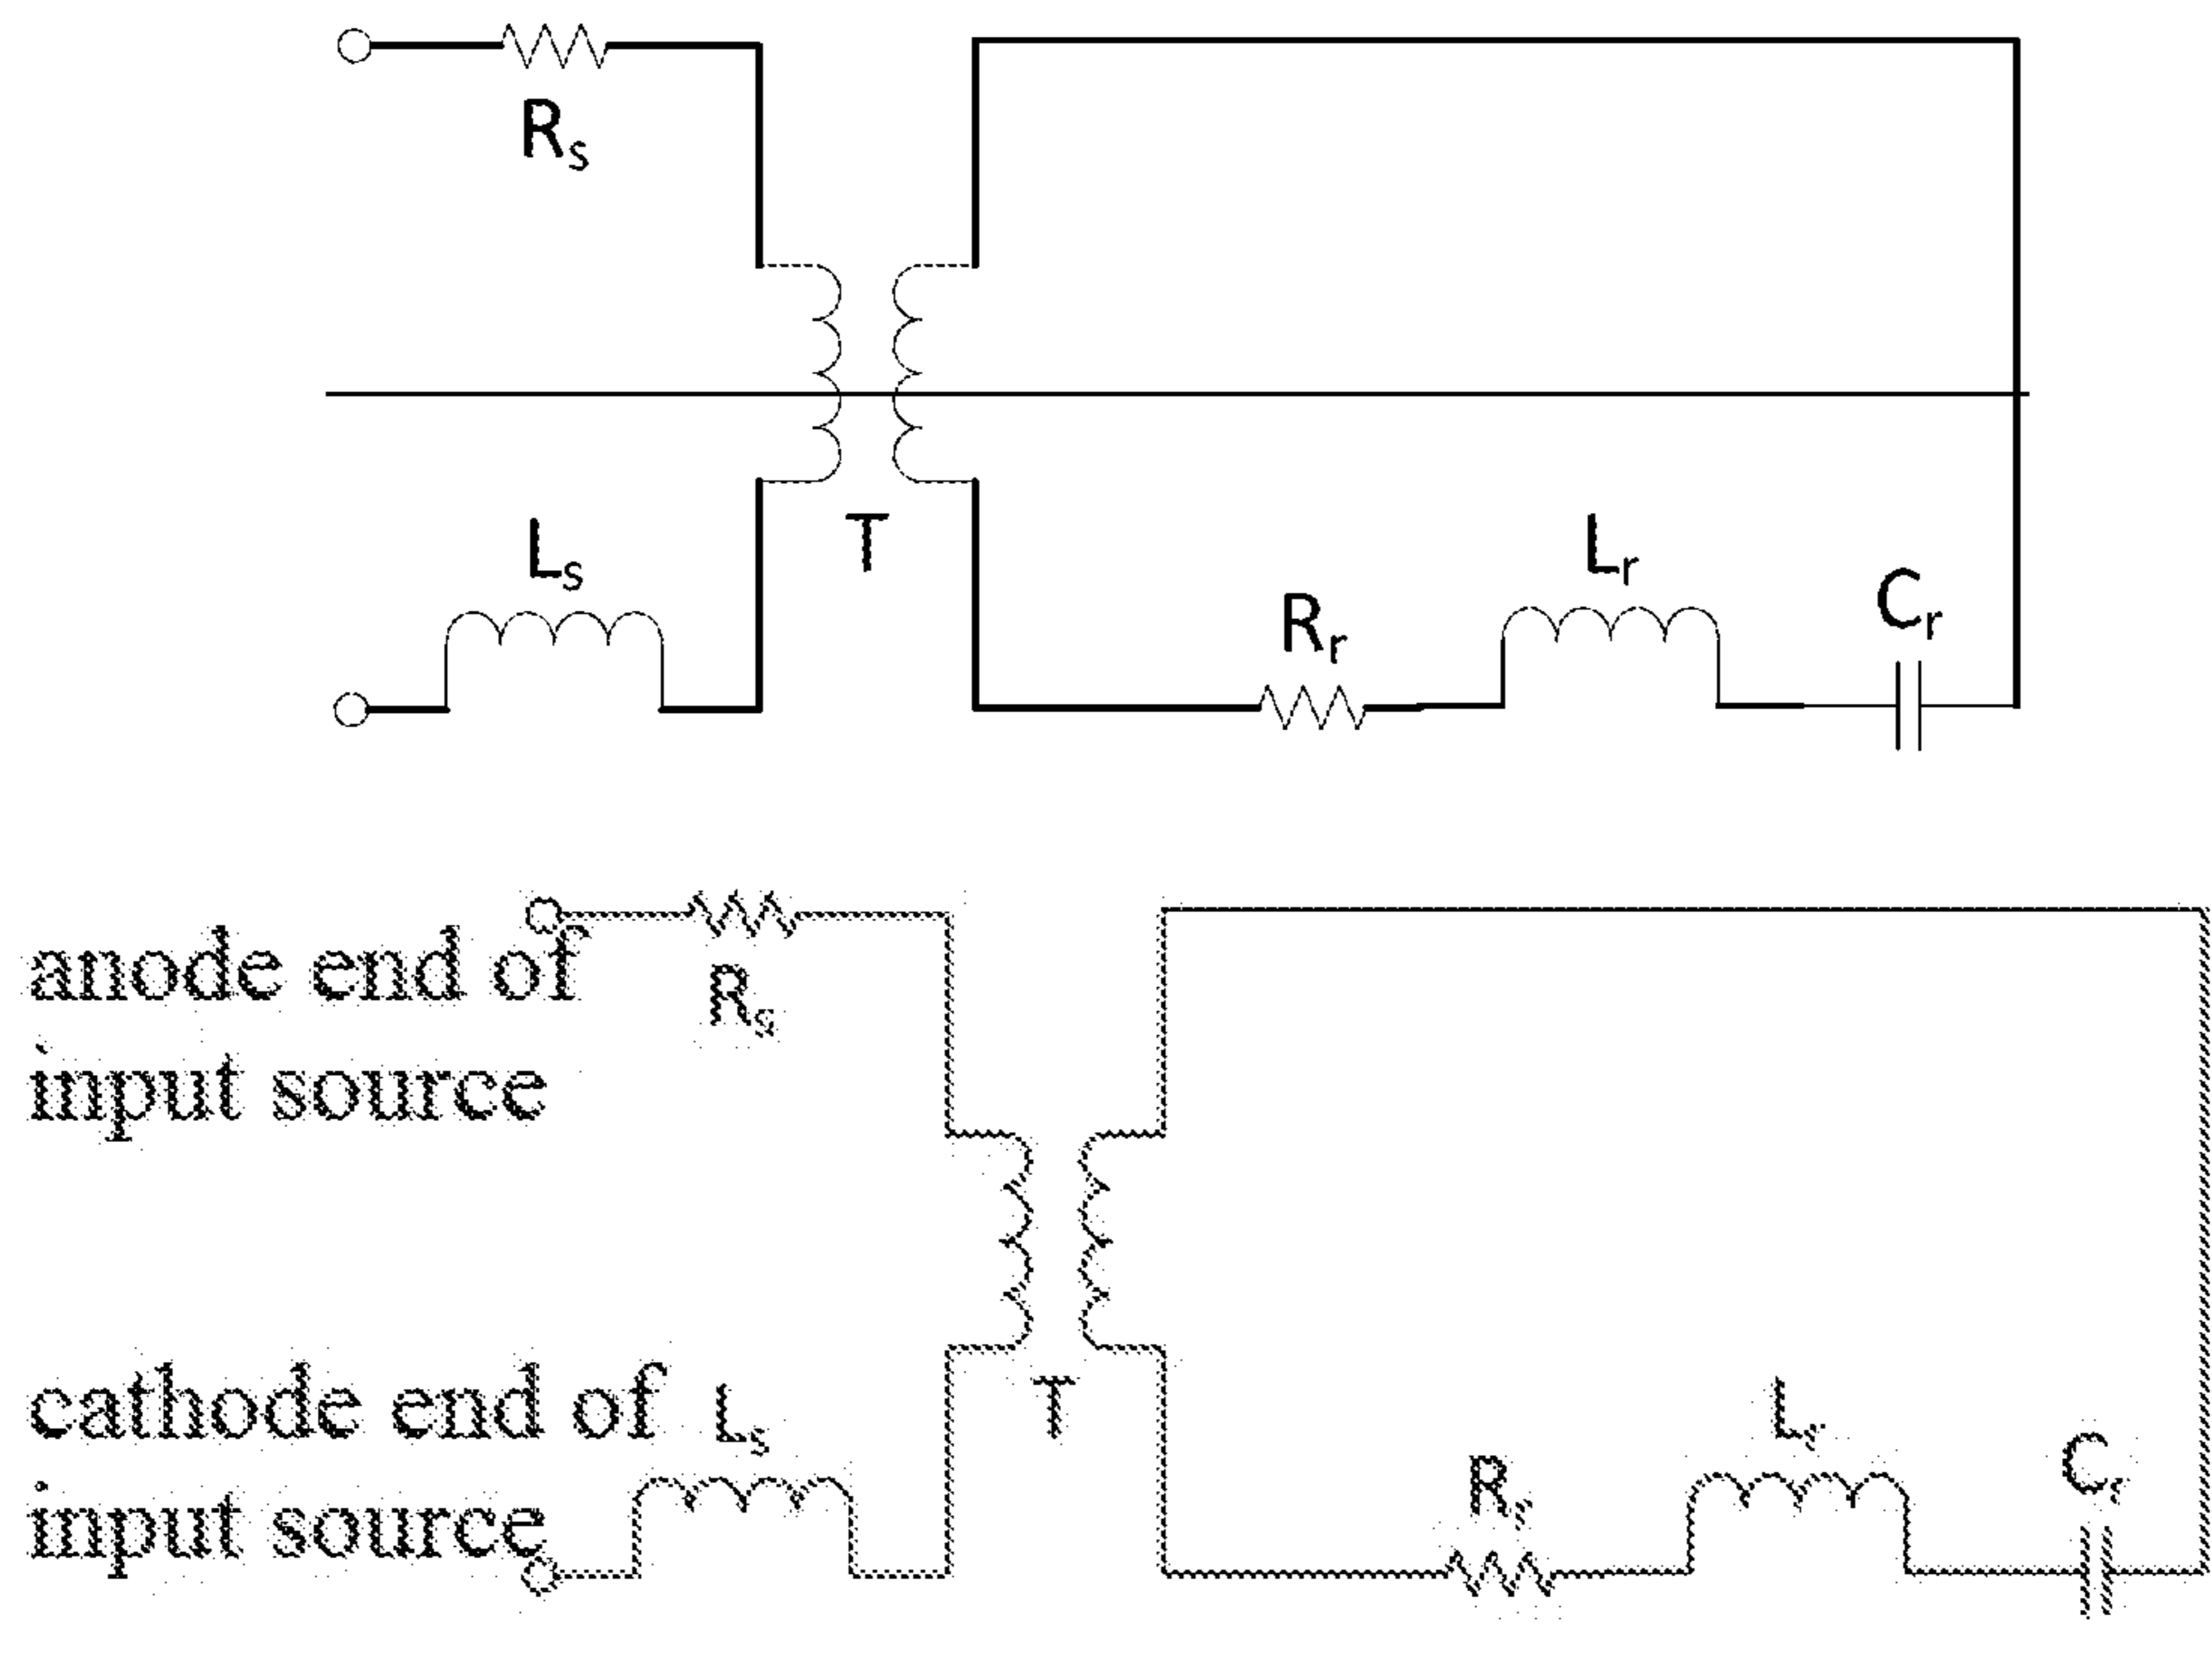 Rs
Ls
T
Rr
Lr
Cr
anode end of
input source
Rs
cathode end of
input source
Ls
T
Rr
Lr
Cr